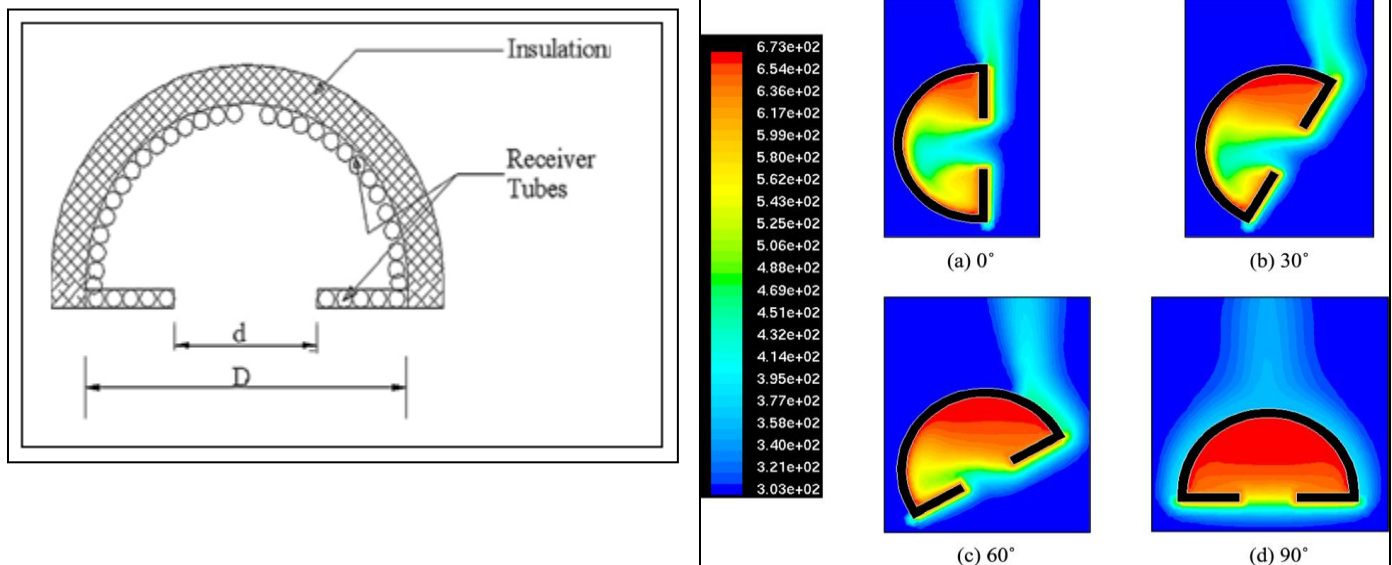 Insulation
Receiver
Tubes
d
D
6.73e+02
6.54e+02
6.36e+02
6.17e+02
5.99e+02
5.80e+02
5.62e+02
5.43e+02
5.25e+02
5.06e+02
4.88e+02
4.69e+02
4.51e+02
4.32e+02
4.14e+02
3.95e+02
3.77e+02
3.58e+02
3.40e+02
3.21e+02
3.03e+02
(a) 0˚
(b) 30˚
(c) 60˚
(d) 90˚